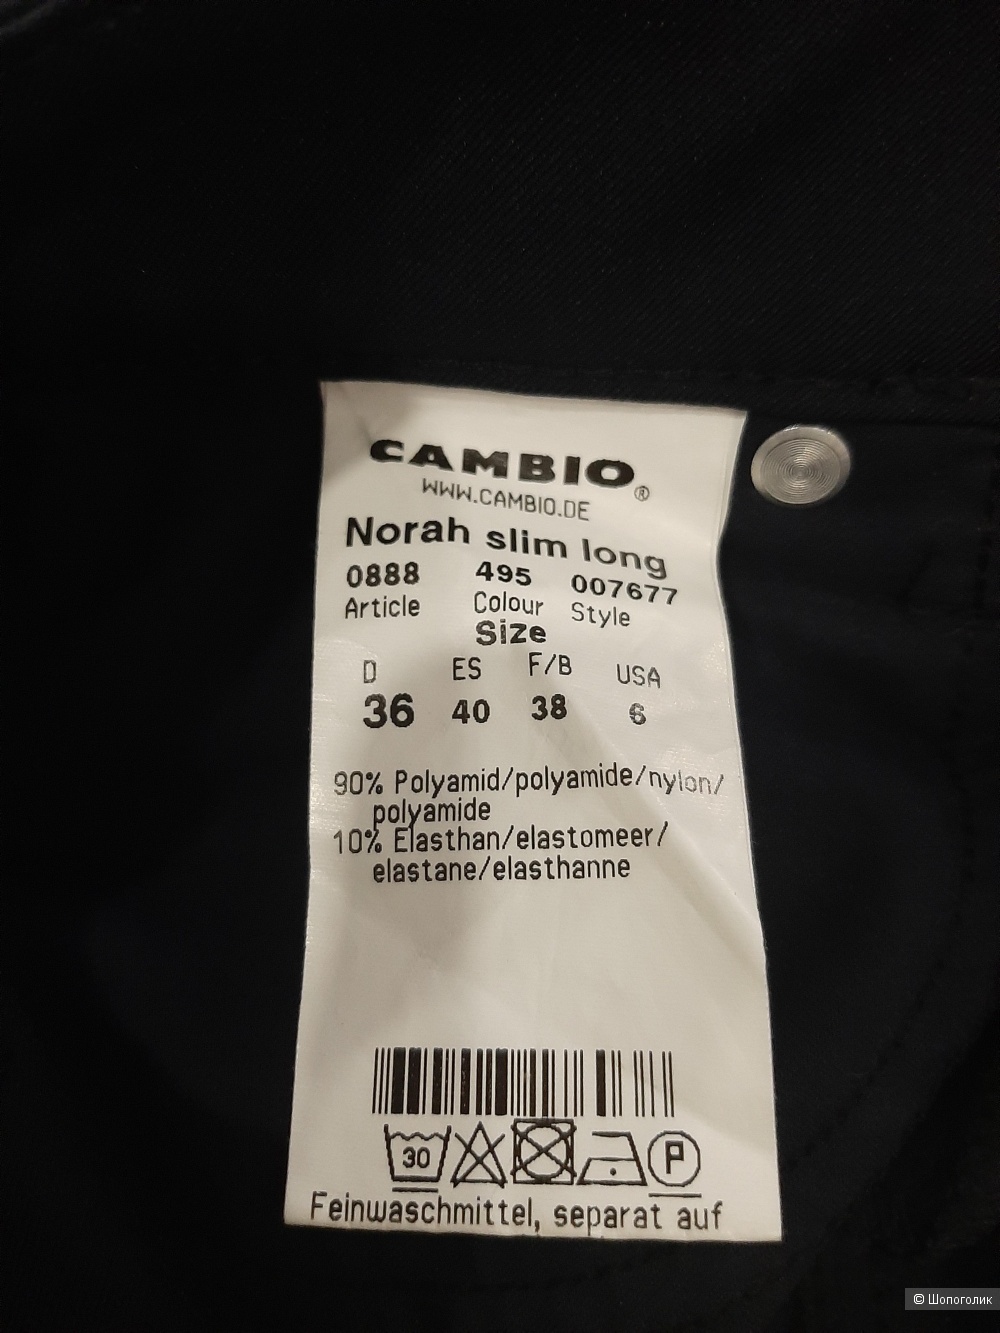 CAMBIO®
WWW.CAMBIO.DE
Norah slim long
0888 495 007677
Article Colour Style
Size
D ES F/B USA
36 40 38 6
90% Polyamid/polyamide/nylon/
polyamide
10% Elasthan/elastomeer/
elastane/elasthanne
30 P
Feinwaschmittel, separat auf
© Шопоголик